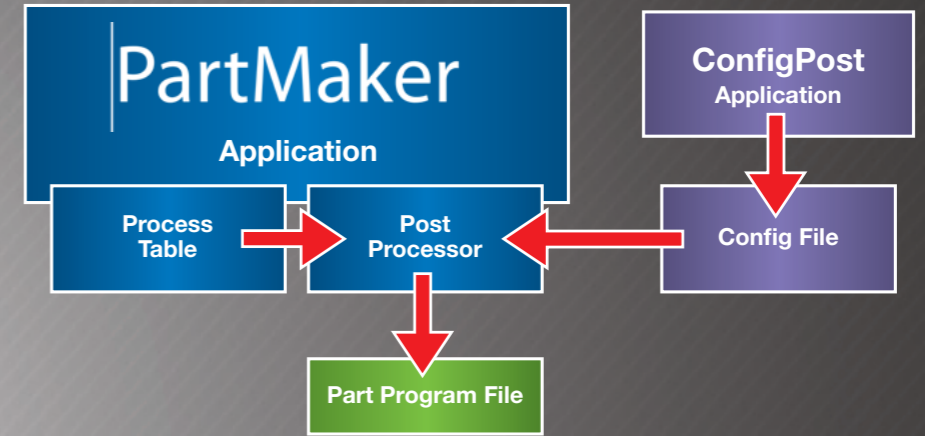 PartMaker
Application
ConfigPost
Application
Process
Table
Post
Processor
Config File
Part Program File